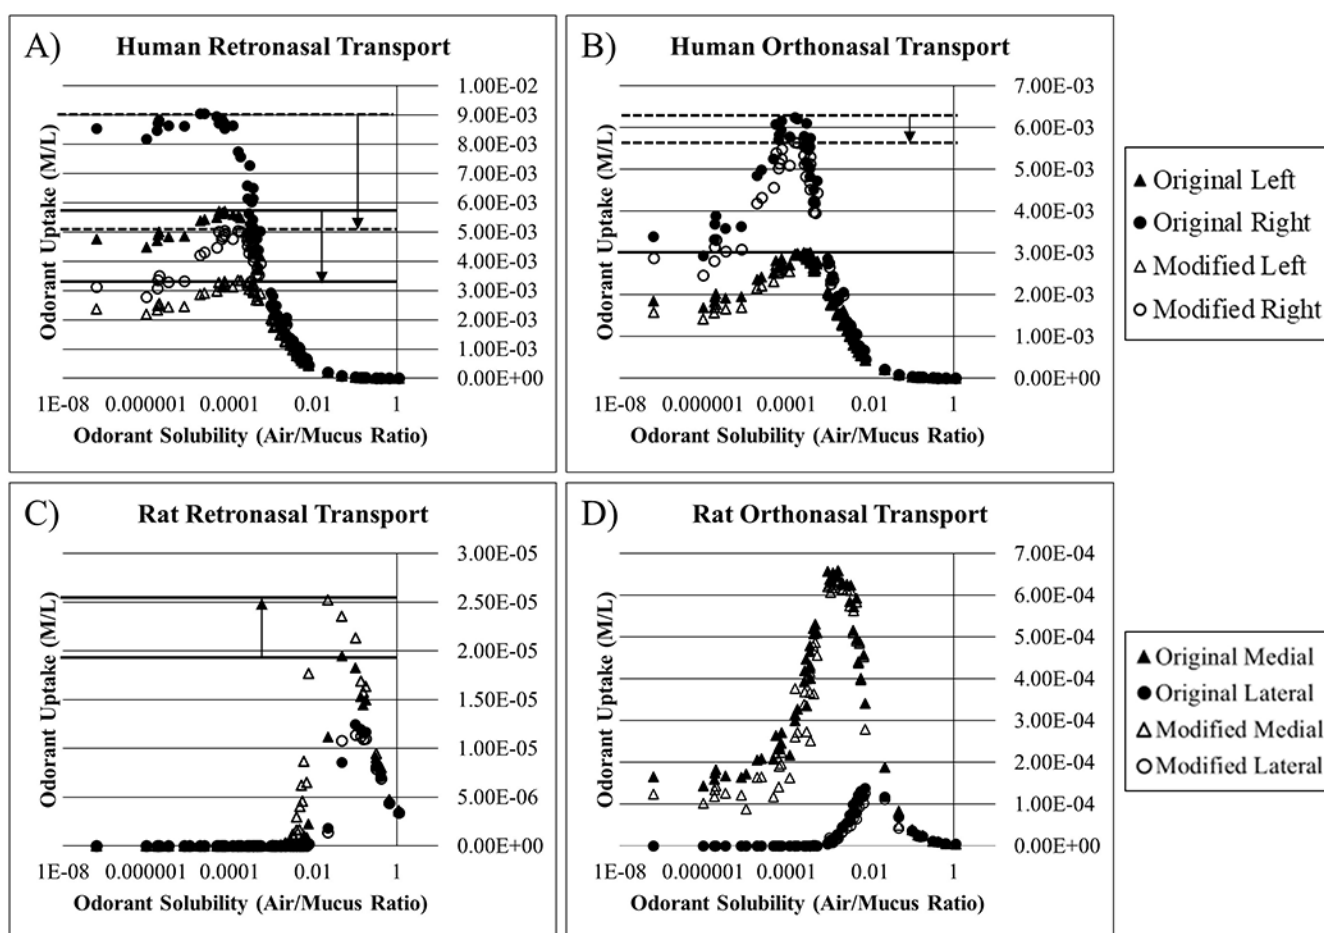 A)
Human Retronasal Transport
Odorant Uptake (M/L)
1.00E-02
9.00E-03
8.00E-03
7.00E-03
6.00E-03
5.00E-03
4.00E-03
3.00E-03
2.00E-03
1.00E-03
0.00E+00
1E-08 0.000001 0.0001 0.01 1
Odorant Solubility (Air/Mucus Ratio)
B)
Human Orthonasal Transport
Odorant Uptake (M/L)
7.00E-03
6.00E-03
5.00E-03
4.00E-03
3.00E-03
2.00E-03
1.00E-03
0.00E+00
1E-08 0.000001 0.0001 0.01 1
Odorant Solubility (Air/Mucus Ratio)
Original Left
Original Right
Modified Left
Modified Right
C)
Rat Retronasal Transport
Odorant Uptake (M/L)
3.00E-05
2.50E-05
2.00E-05
1.50E-05
1.00E-05
5.00E-06
0.00E+00
1E-08 0.000001 0.0001 0.01 1
Odorant Solubility (Air/Mucus Ratio)
D)
Rat Orthonasal Transport
Odorant Uptake (M/L)
7.00E-04
6.00E-04
5.00E-04
4.00E-04
3.00E-04
2.00E-04
1.00E-04
0.00E+00
1E-08 0.000001 0.0001 0.01 1
Odorant Solubility (Air/Mucus Ratio)
Original Medial
Original Lateral
Modified Medial
Modified Lateral